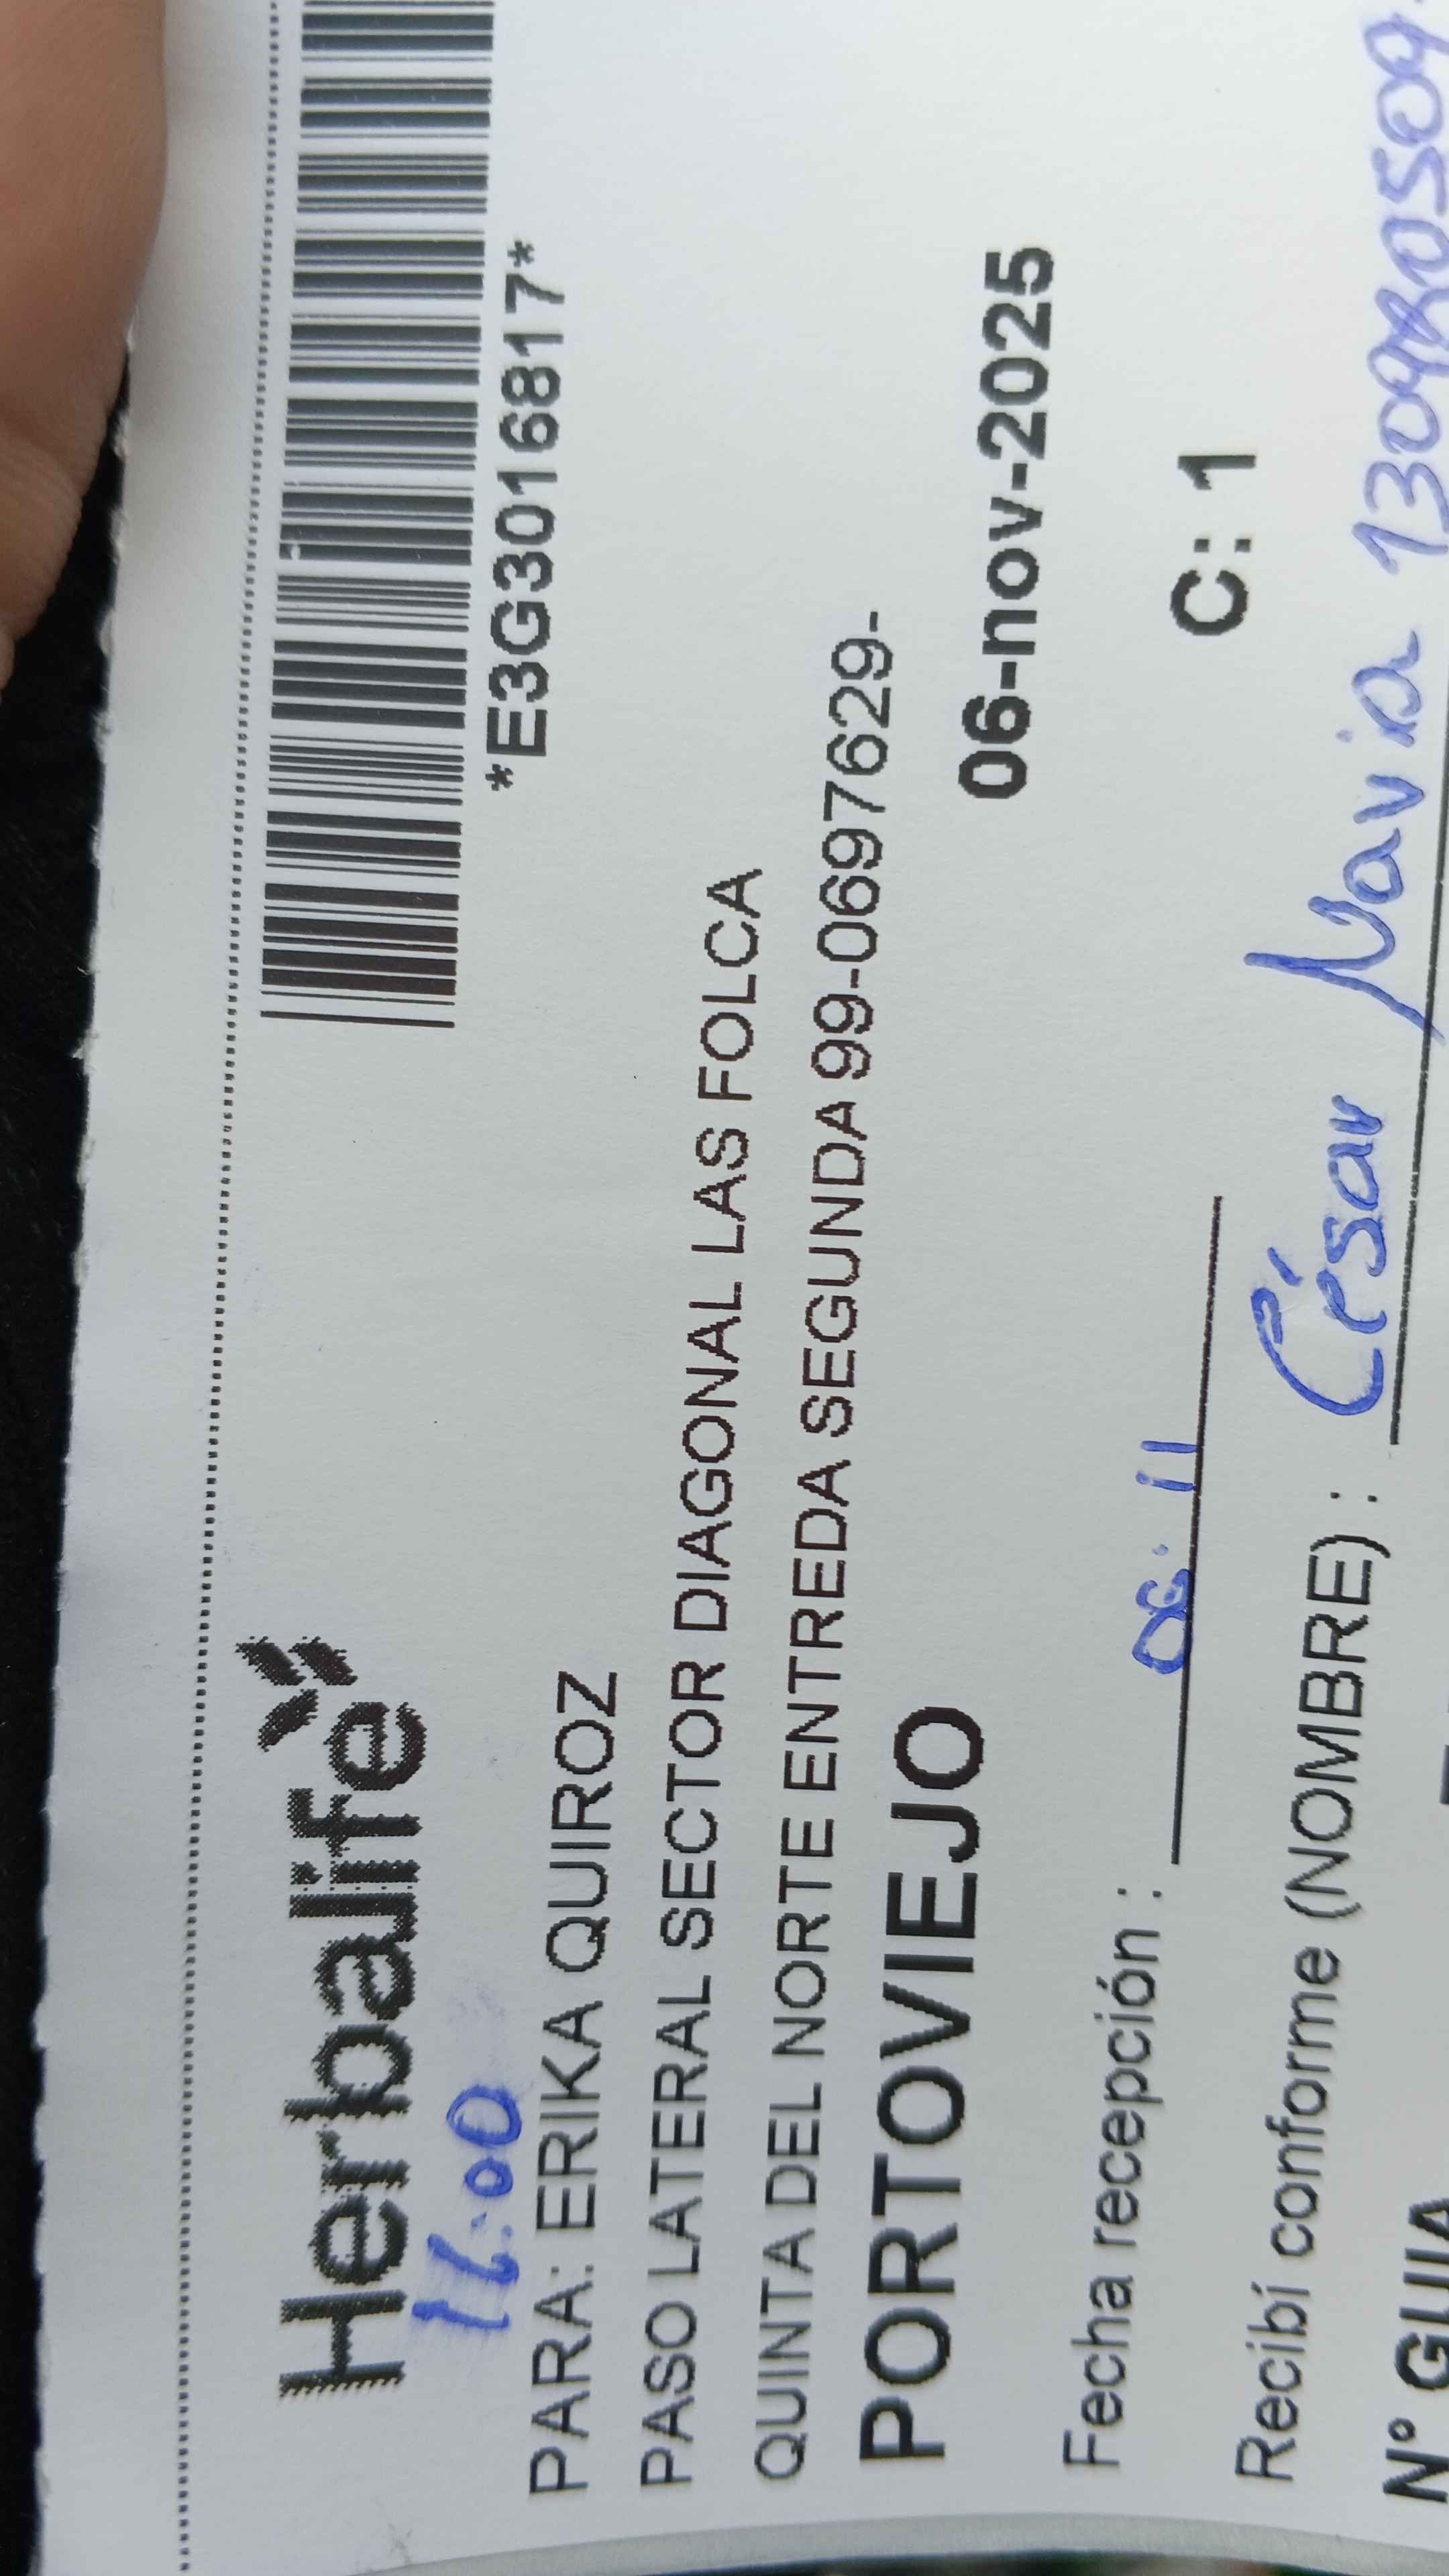 Herbalife
*E3G3016817*
11:00
PARA: ERIKA QUIROZ
PASO LATERAL SECTOR DIAGONAL LAS FOLCA
QUINTA DEL NORTE ENTREDA SEGUNDA 99-0697629-
PORTOVIEJO
06-nov-2025
Fecha recepción : 06. 11
C: 1
Recibí conforme (NOMBRE) : César Navia
N° GUIA